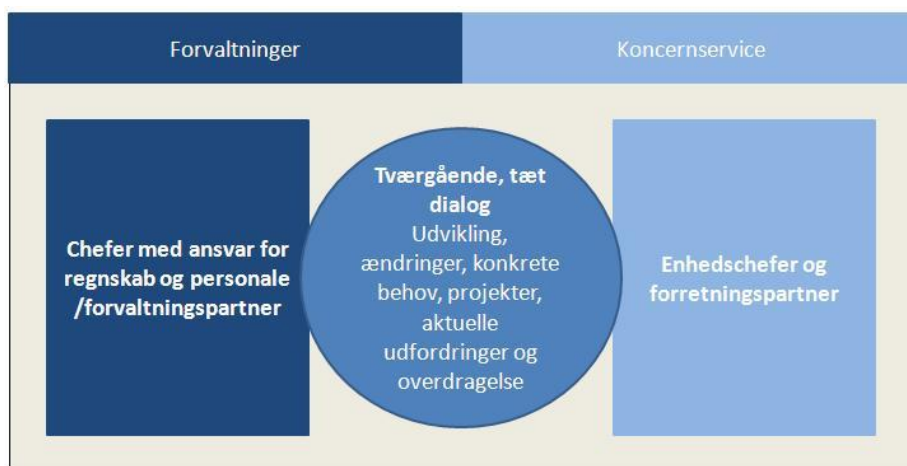 Forvaltninger
Koncernservice
Chefer med ansvar for
regnskab og personale
/forvaltningspartner
Tværgående, tæt
dialog
Udvikling,
ændringer, konkrete
behov, projekter,
aktuelle
udfordringer og
overdragelse
Enhedschefer og
forretningspartner